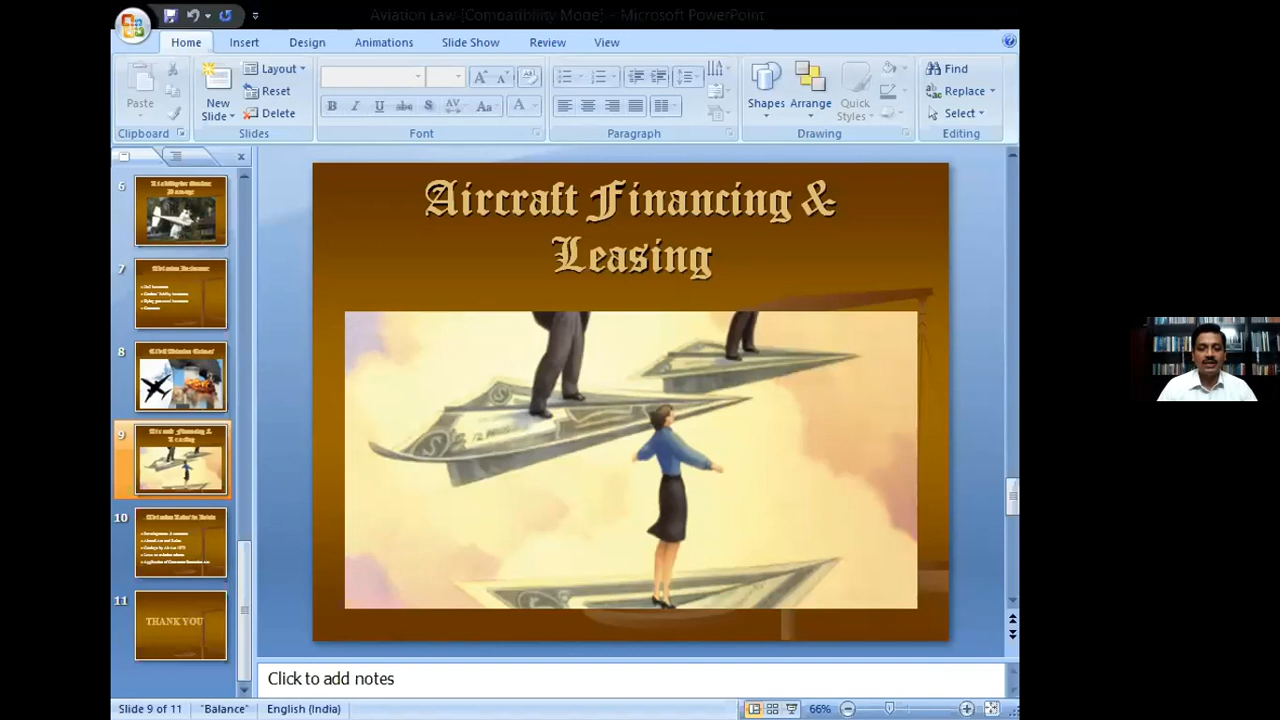 Aviation Law [Compatibility Mode] - Microsoft PowerPoint
Home Insert Design Animations Slide Show Review View
Paste
New
Slide
Layout
Reset
Delete
Shapes
Arrange
Quick
Styles
Find
Replace
Select
Clipboard Slides Font Paragraph Drawing Editing
6
7
8
9
Leasing
10
11
THANK YOU
Aircraft Financing &
Leasing
Click to add notes
Slide 9 of 11 "Balance" English (India) 66%